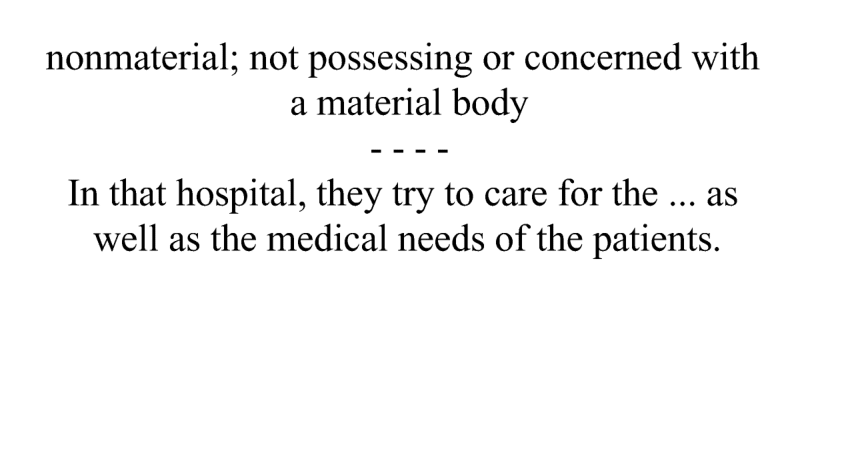 nonmaterial; not possessing or concerned with
a material body
- - - -
In that hospital, they try to care for the ... as
well as the medical needs of the patients.